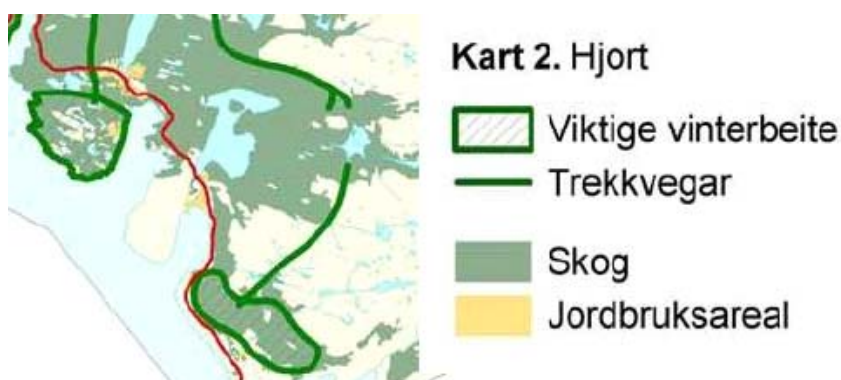 Kart 2. Hjort
Viktige vinterbeite
Trekkvegar
Skog
Jordbruksareal